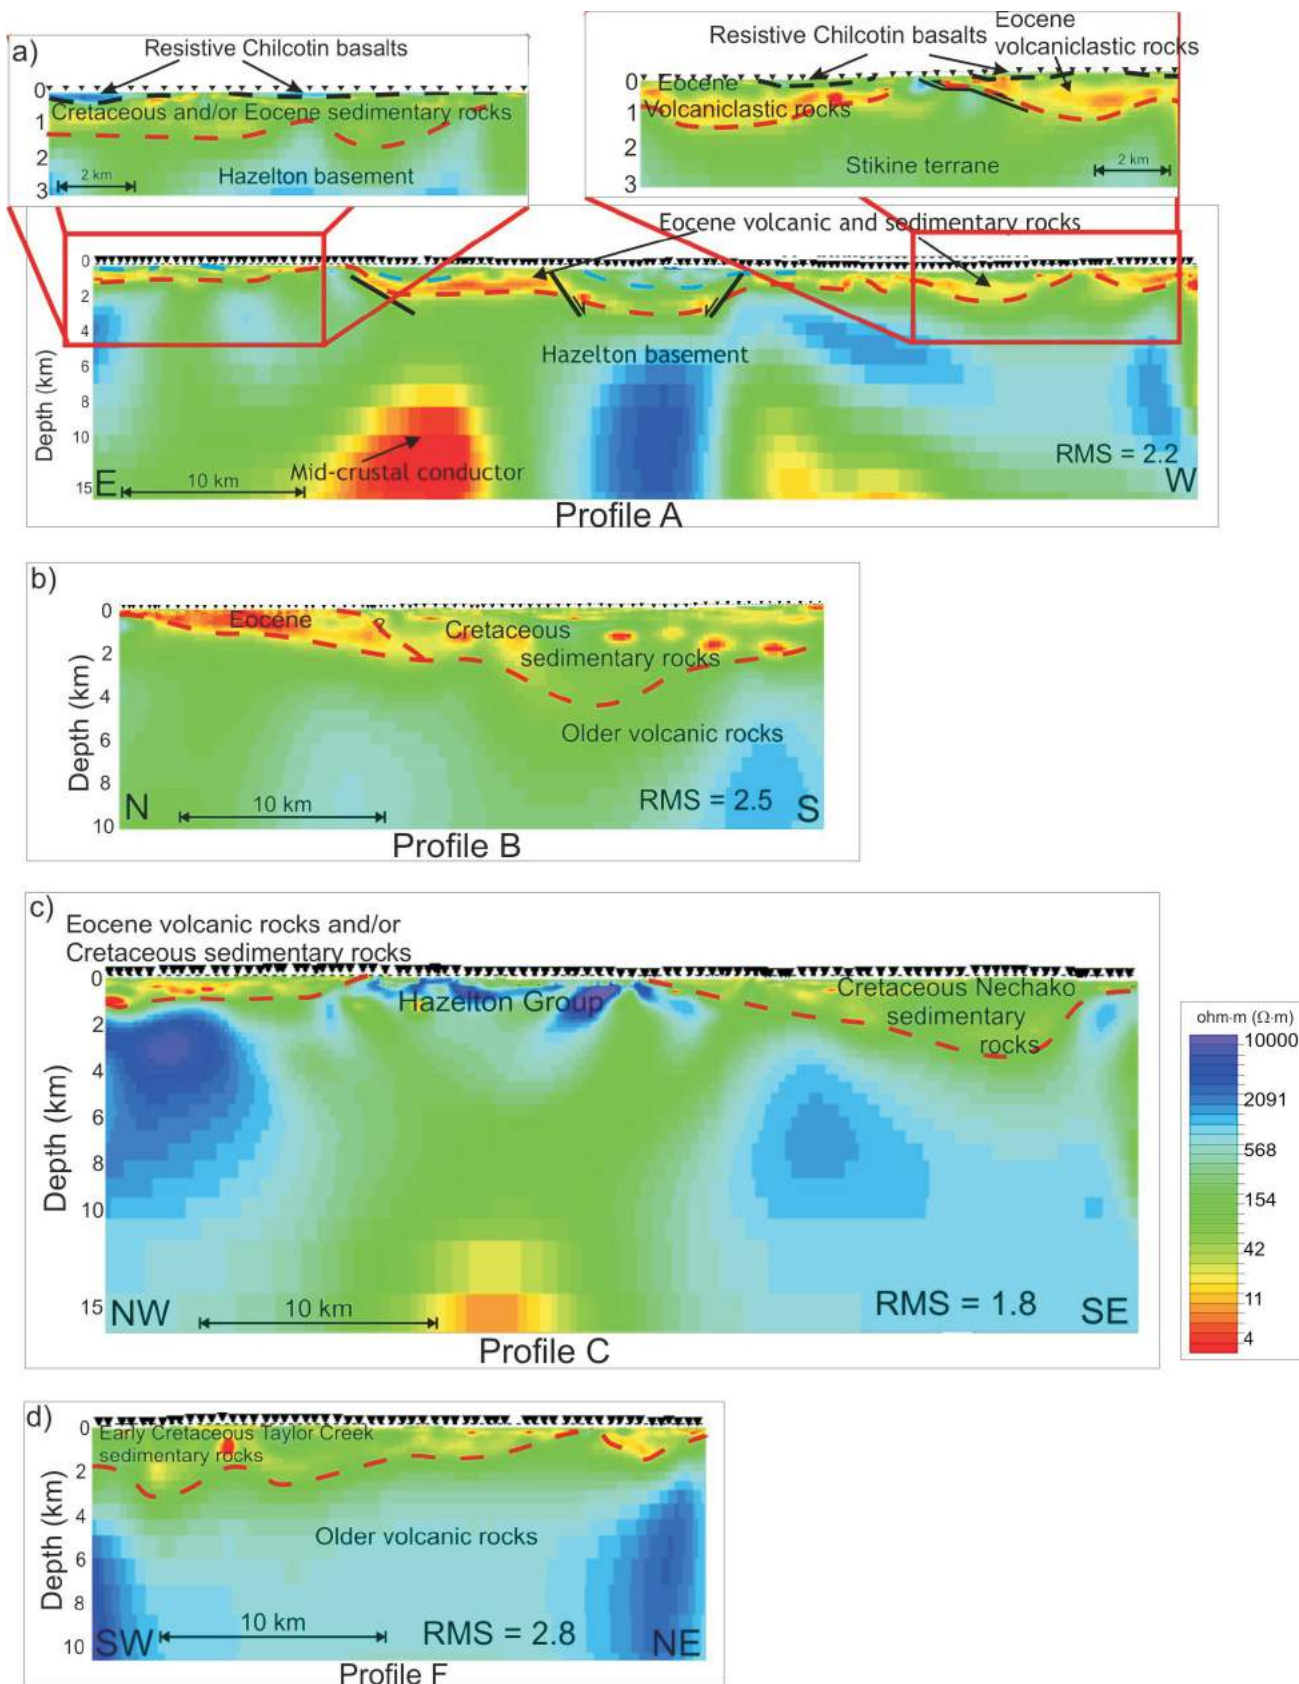 a)
Resistive Chilcotin basalts
0
Cretaceous and/or Eocene sedimentary rocks
1
2
Hazelton basement
2 km
3
Resistive Chilcotin basalts
Eocene
volcaniclastic rocks
0
Eocene
Volcaniclastic rocks
1
2
Stikine terrane
2 km
3
Eocene volcanic and sedimentary rocks
0
2
4
Hazelton basement
6
8
10
15
Depth (km)
Mid-crustal conductor
RMS = 2.2
E
10 km
W
Profile A
b)
0
Eocene
?
Cretaceous
sedimentary rocks
2
4
Older volcanic rocks
6
8
10
Depth (km)
N
10 km
RMS = 2.5
S
Profile B
c)
Eocene volcanic rocks and/or
Cretaceous sedimentary rocks
0
Hazelton Group
Cretaceous Nechako
sedimentary
rocks
2
4
6
8
10
15
Depth (km)
NW
10 km
RMS = 1.8
SE
Profile C
ohm·m (Ω·m)
10000
2091
568
154
42
11
4
d)
0
Early Cretaceous Taylor Creek
sedimentary rocks
2
4
Older volcanic rocks
6
8
10
Depth (km)
SW
10 km
RMS = 2.8
NE
Profile F